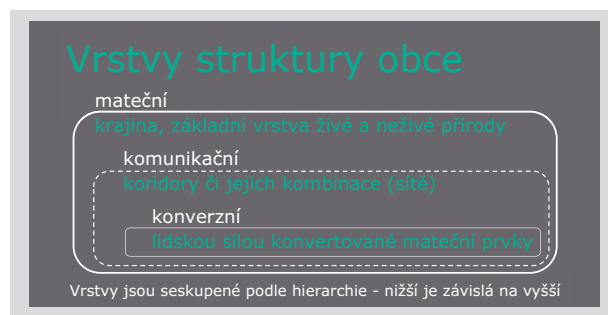 Vrstvy struktury obce
mateční
krajina, základní vrstva živé a neživé přírody
komunikační
koridory či jejich kombinace (sítě)
konverzní
lidskou silou konvertované mateční prvky
Vrstvy jsou seskupené podle hierarchie - nižší je závislá na vyšší